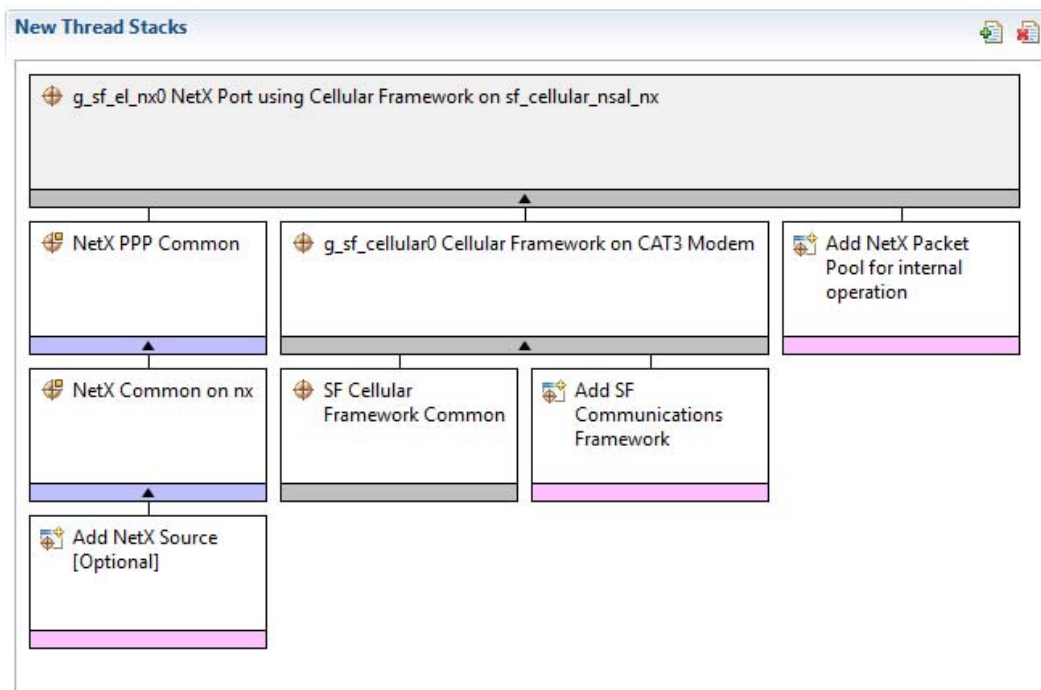 New Thread Stacks
g_sf_el_nx0 NetX Port using Cellular Framework on sf_cellular_nsal_nx
NetX PPP Common
g_sf_cellular0 Cellular Framework on CAT3 Modem
Add NetX Packet
Pool for internal
operation
NetX Common on nx
SF Cellular
Framework Common
Add SF
Communications
Framework
Add NetX Source
[Optional]